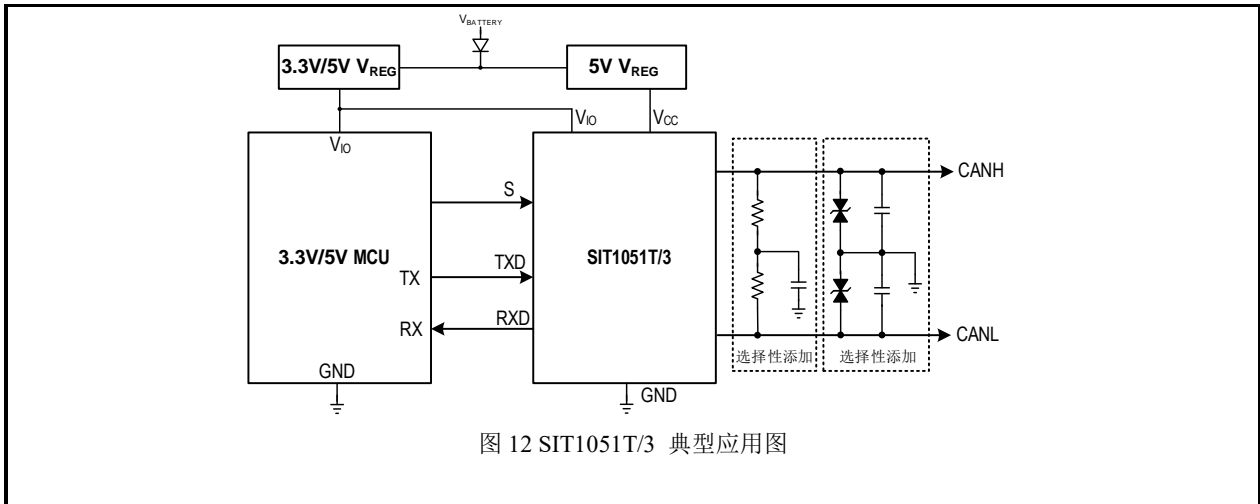 VBATTERY
3.3V/5V VREG
5V VREG
VIO
VCC
VIO
CANH
S
3.3V/5V MCU
SIT1051T/3
TX
TXD
RX
RXD
CANL
选择性添加
选择性添加
GND
GND
图 12 SIT1051T/3 典型应用图